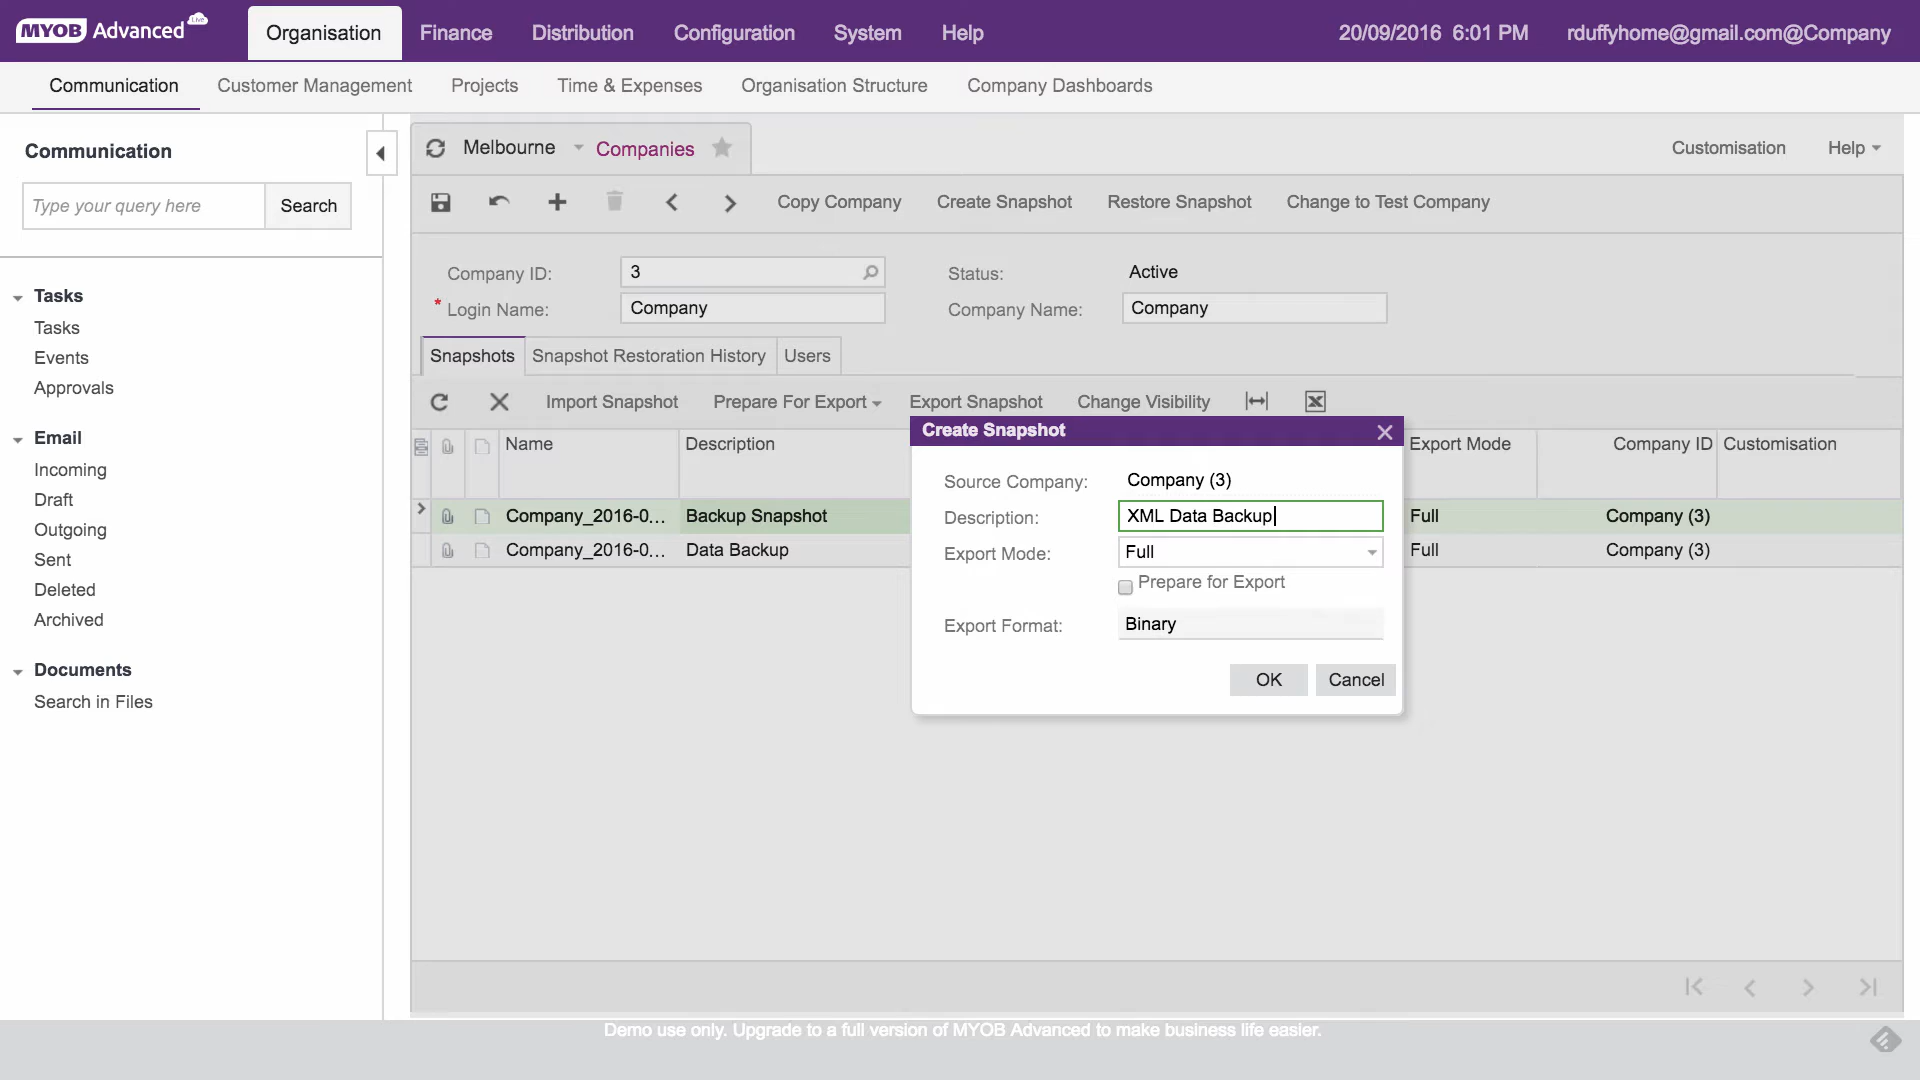 MYOB Advanced Live
Organisation Finance Distribution Configuration System Help 20/09/2016 6:01 PM rduffyhome@gmail.com@Company
Communication Customer Management Projects Time & Expenses Organisation Structure Company Dashboards
Communication
Type your query here Search
Tasks
Tasks
Events
Approvals
Email
Incoming
Draft
Outgoing
Sent
Deleted
Archived
Documents
Search in Files
Melbourne Companies Customisation Help
Copy Company Create Snapshot Restore Snapshot Change to Test Company
Company ID: 3 Status: Active
* Login Name: Company Company Name: Company
Snapshots Snapshot Restoration History Users
Import Snapshot Prepare For Export Export Snapshot Change Visibility
Name Description Export Mode Company ID Customisation
Company_2016-0... Backup Snapshot Full Company (3)
Company_2016-0... Data Backup Full Company (3)
Create Snapshot
Source Company: Company (3)
Description: XML Data Backup
Export Mode: Full
Prepare for Export
Export Format: Binary
OK Cancel
Demo use only. Upgrade to a full version of MYOB Advanced to make business life easier.